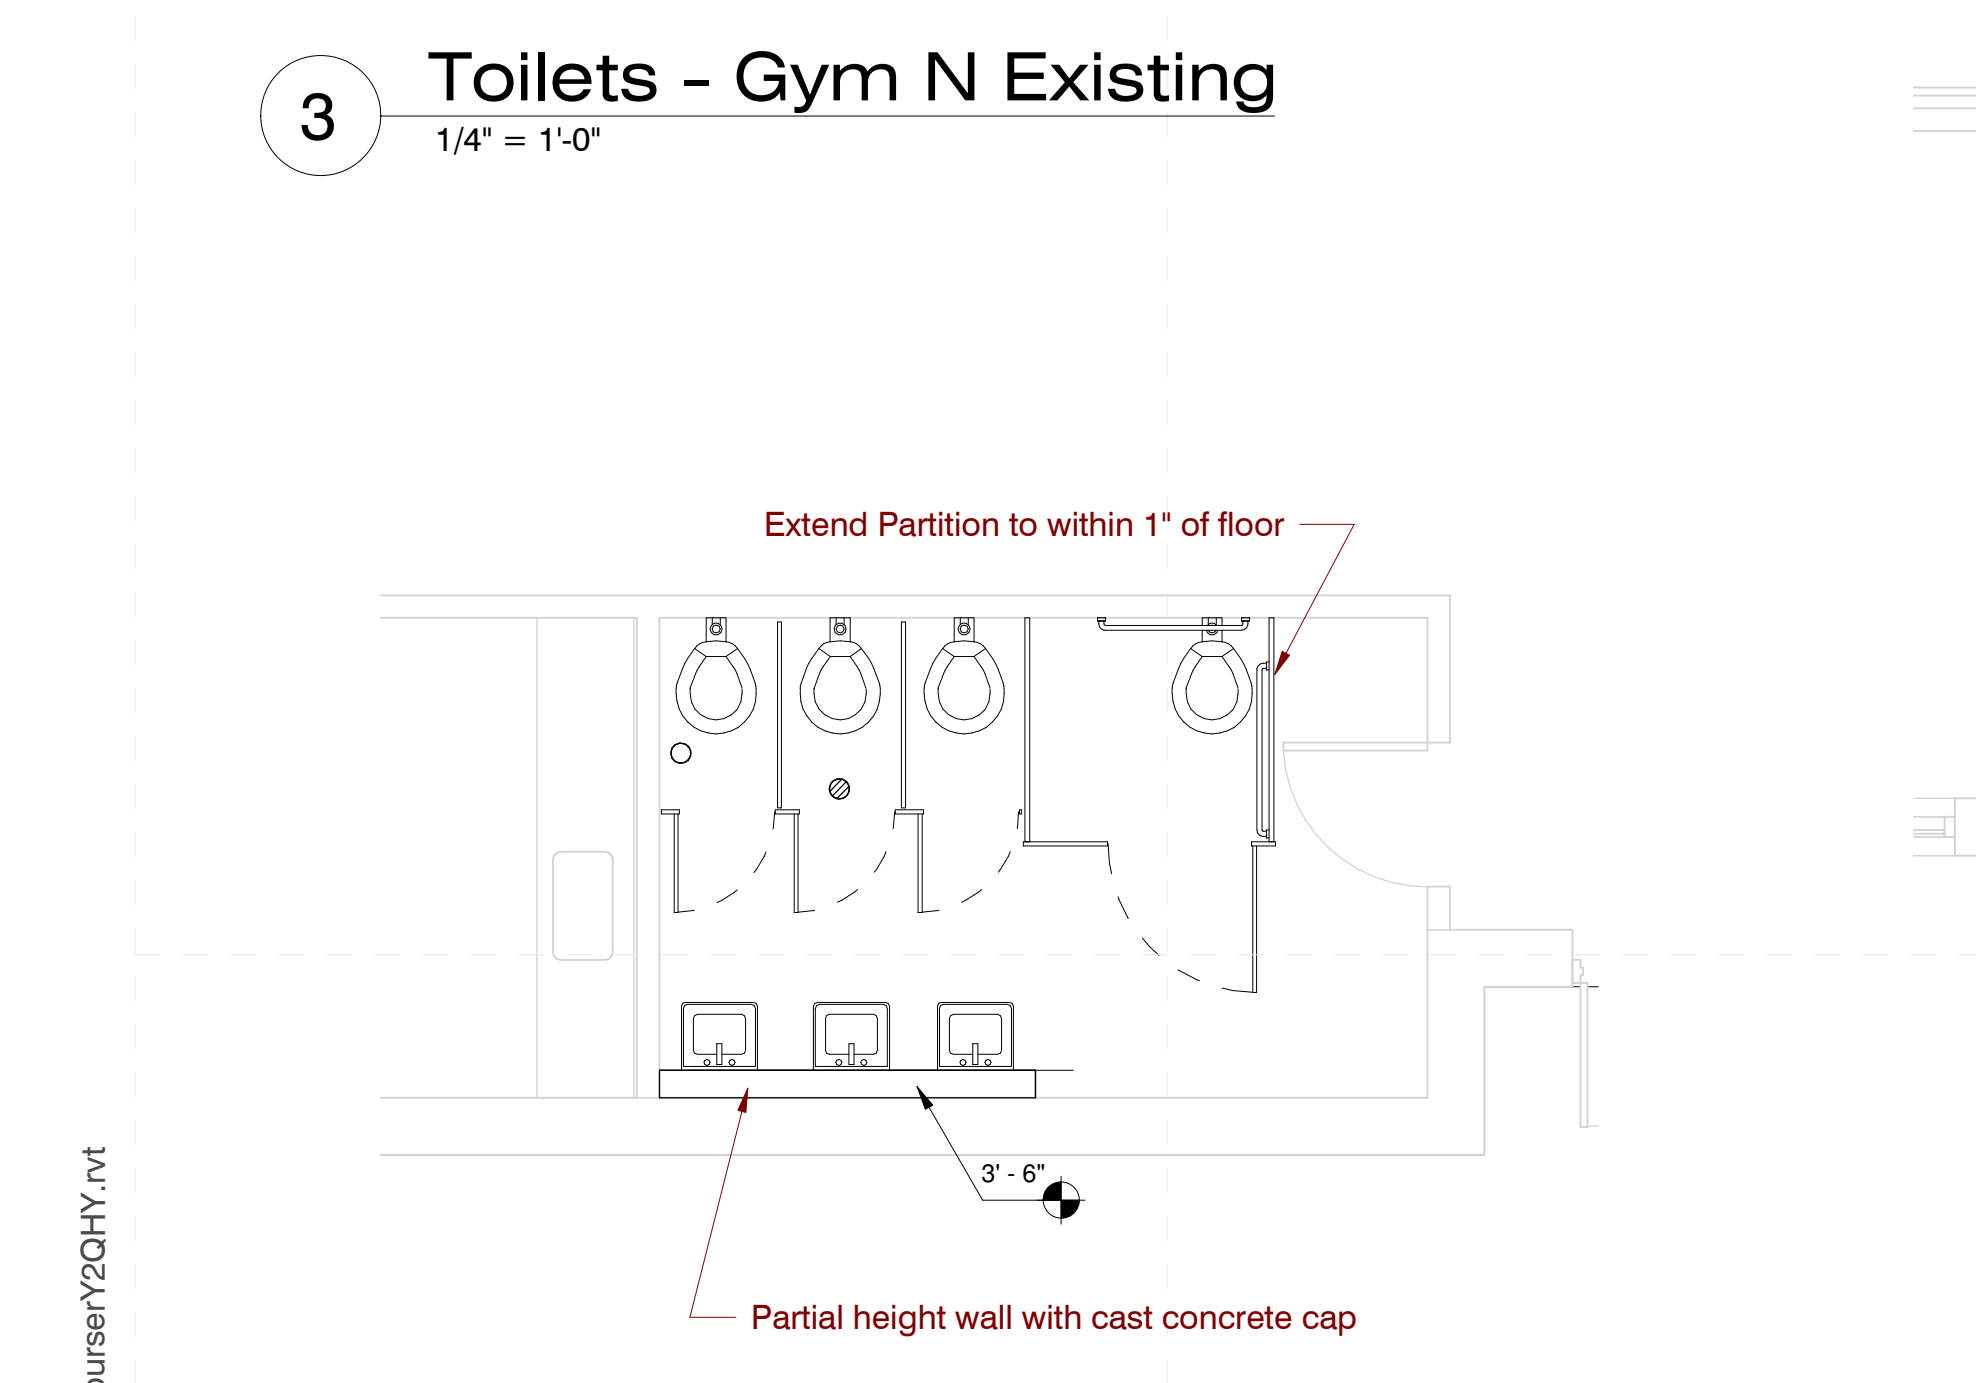 3
Toilets - Gym N Existing
1/4" = 1'-0"
Extend Partition to within 1" of floor
3' - 6"
Partial height wall with cast concrete cap
ourserY2QHY.rvt